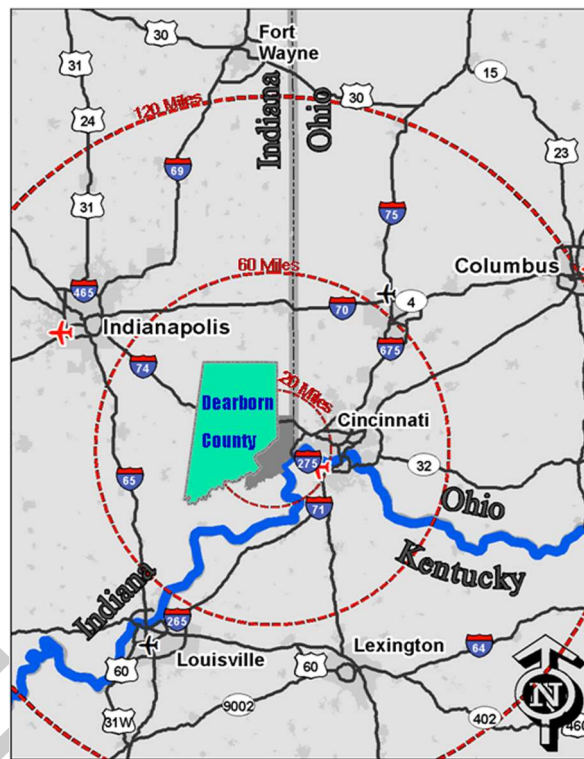 Fort
Wayne
30
31
15
24
120 Miles
30
Indiana
Ohio
23
69
31
75
60 Miles
Columbus
465
70
4
Indianapolis
675
74
20 Miles
Dearborn
County
Cincinnati
275
32
65
71
Ohio
Kentucky
Indiana
265
64
Lexington
Louisville
60
60
N
9002
31W
402
460